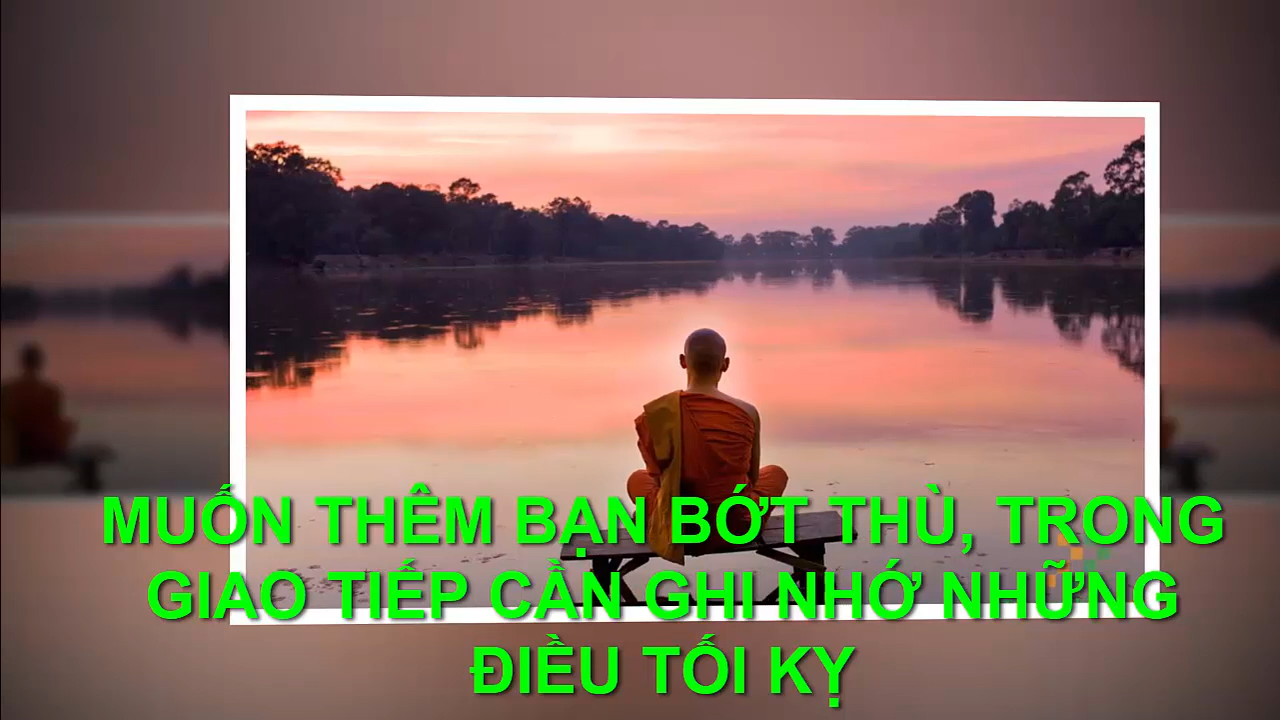 MUỐN THÊM BẠN BỚT THÙ, TRONG
GIAO TIẾP CẦN GHI NHỚ NHỮNG
ĐIỀU TỐI KỴ